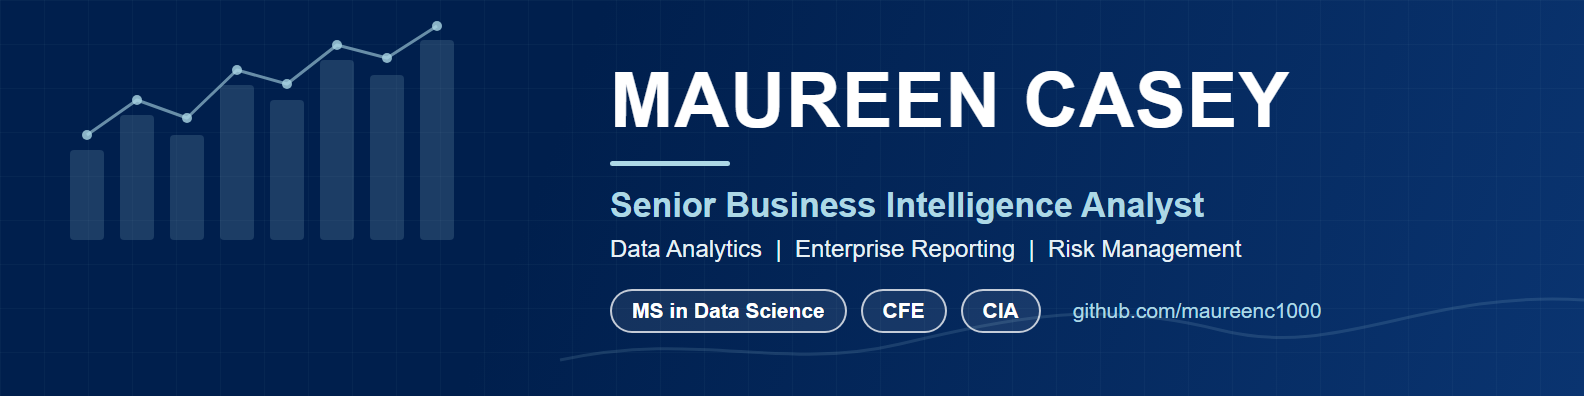 MAUREEN CASEY
Senior Business Intelligence Analyst
Data Analytics | Enterprise Reporting | Risk Management
MS in Data Science CFE CIA github.com/maureenc1000